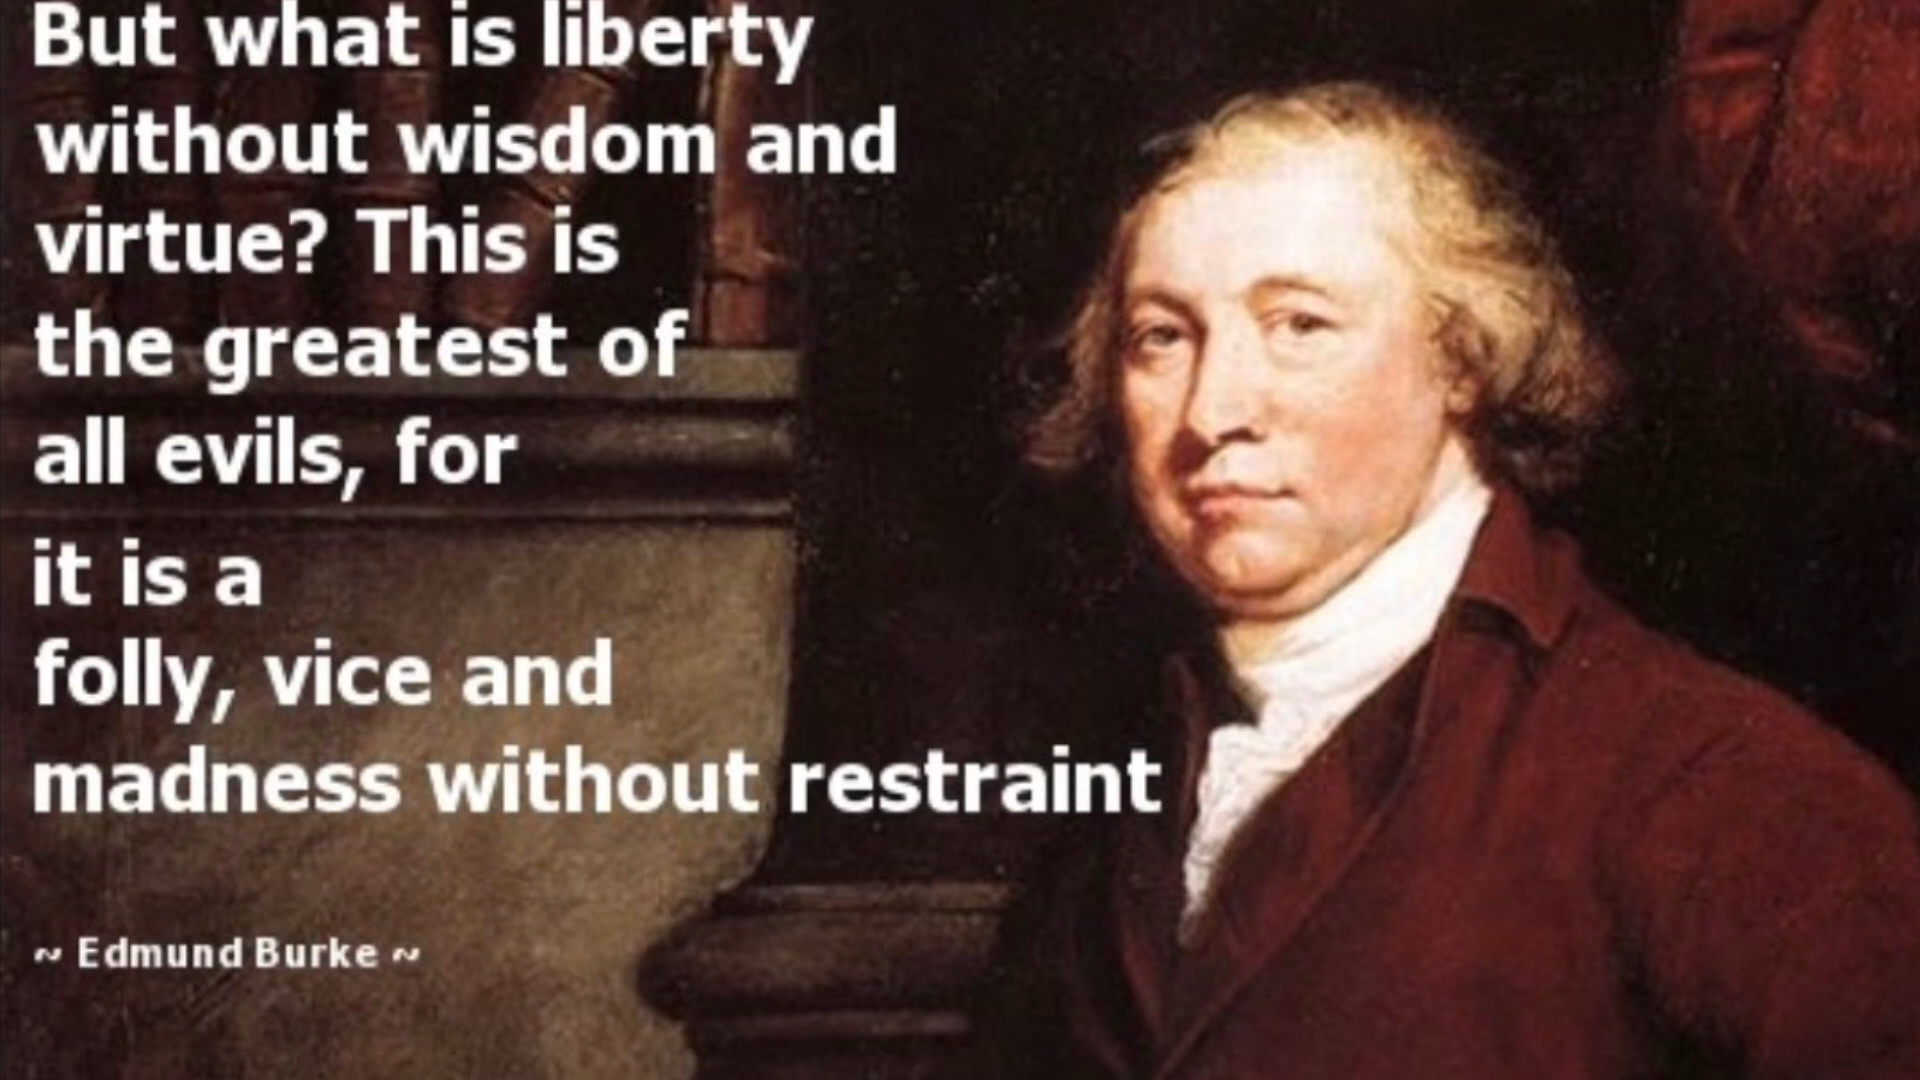 But what is liberty
without wisdom and
virtue? This is
the greatest of
all evils, for
it is a
folly, vice and
madness without restraint
~ Edmund Burke ~